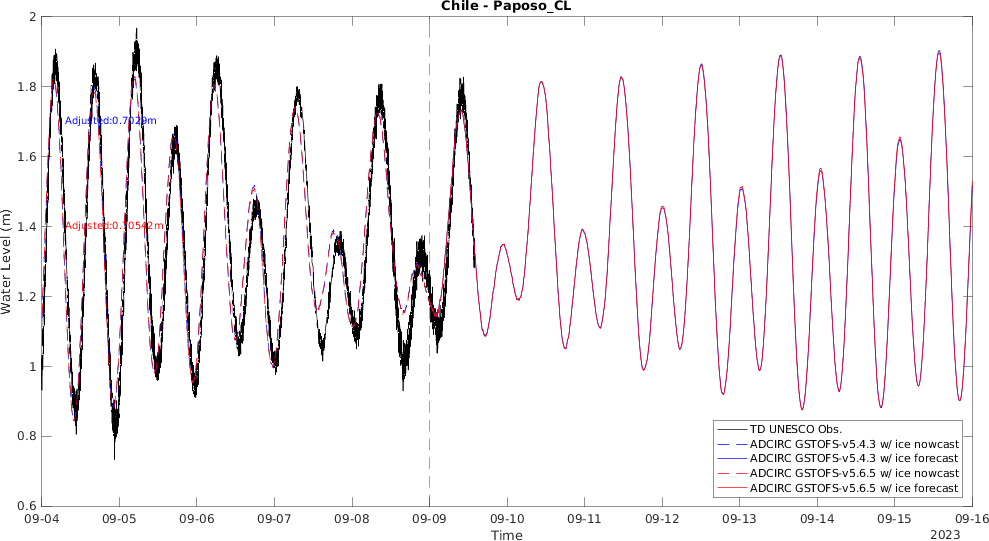 Chile - Paposo_CL
2
1.8
1.6
1.4
1.2
1
0.8
0.6
Water Level (m)
Adjusted:0.7029m
Adjusted:0.70542m
TD UNESCO Obs.
ADCIRC GSTOFS-v5.4.3 w/ ice nowcast
ADCIRC GSTOFS-v5.4.3 w/ ice forecast
ADCIRC GSTOFS-v5.6.5 w/ ice nowcast
ADCIRC GSTOFS-v5.6.5 w/ ice forecast
09-04 09-05 09-06 09-07 09-08 09-09 09-10 09-11 09-12 09-13 09-14 09-15 09-16
Time
2023